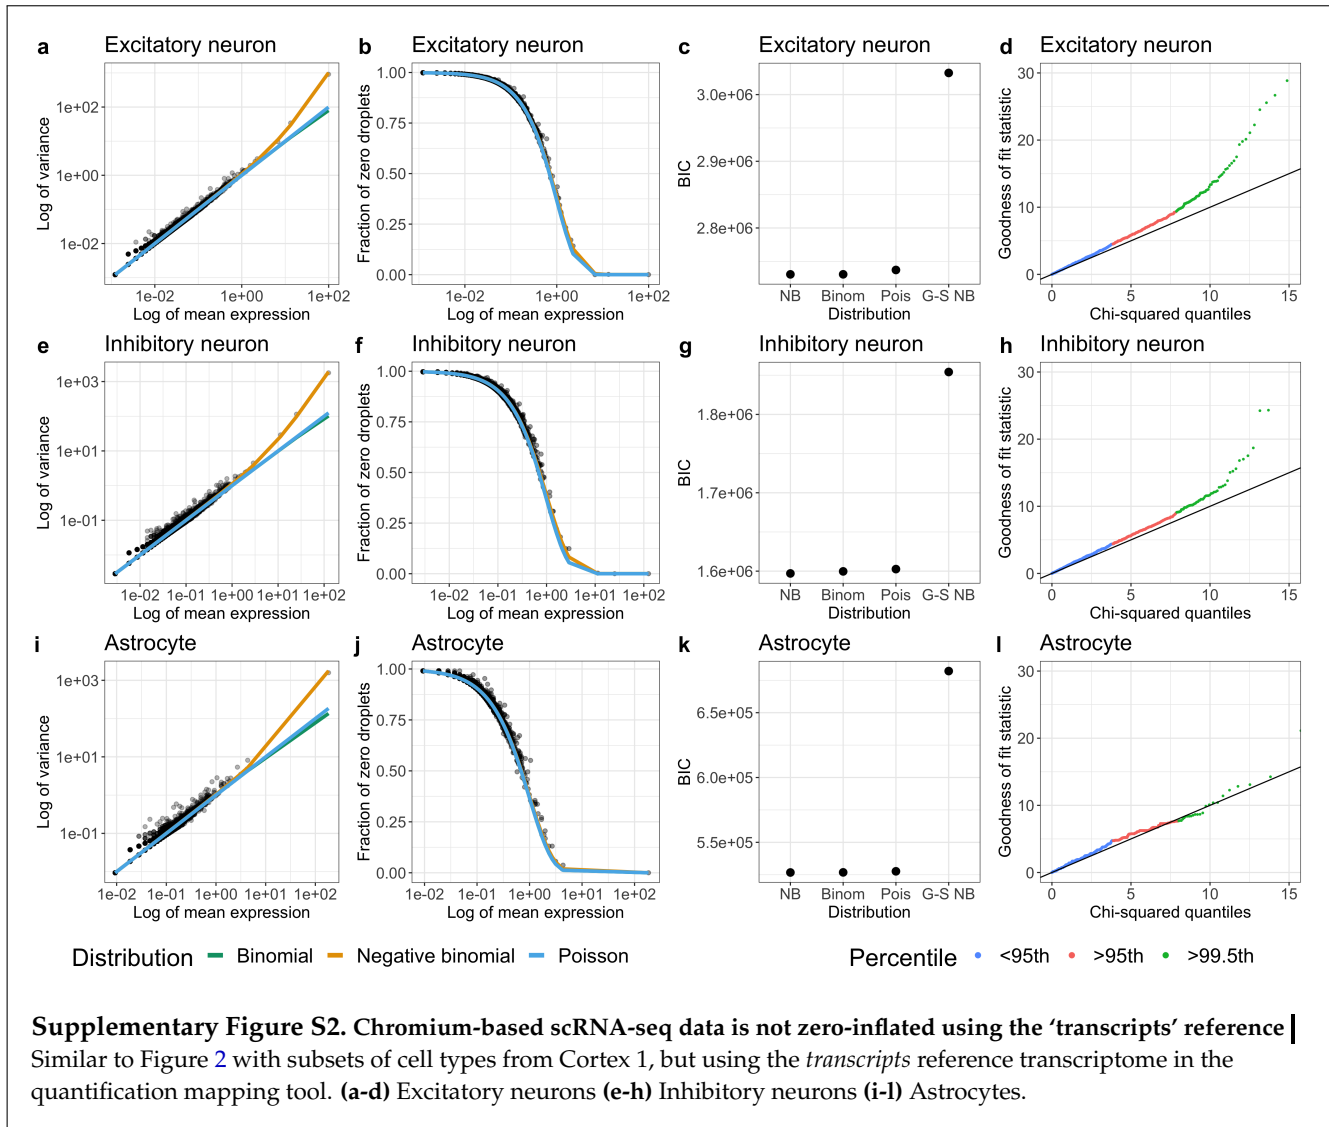 a Excitatory neuron
Log of variance
1e+02
1e+00
1e-02
1e-02 1e+00 1e+02
Log of mean expression
b Excitatory neuron
Fraction of zero droplets
1.00
0.75
0.50
0.25
0.00
1e-02 1e+00 1e+02
Log of mean expression
c Excitatory neuron
BIC
3.0e+06
2.9e+06
2.8e+06
NB Binom Pois G-S NB
Distribution
d Excitatory neuron
Goodness of fit statistic
30
20
10
0
0 5 10 15
Chi-squared quantiles
e Inhibitory neuron
Log of variance
1e+03
1e+01
1e-01
1e-02 1e-01 1e+00 1e+01 1e+02
Log of mean expression
f Inhibitory neuron
Fraction of zero droplets
1.00
0.75
0.50
0.25
0.00
1e-02 1e-01 1e+00 1e+01 1e+02
Log of mean expression
g Inhibitory neuron
BIC
1.8e+06
1.7e+06
1.6e+06
NB Binom Pois G-S NB
Distribution
h Inhibitory neuron
Goodness of fit statistic
30
20
10
0
0 5 10 15
Chi-squared quantiles
i Astrocyte
Log of variance
1e+03
1e+01
1e-01
1e-02 1e-01 1e+00 1e+01 1e+02
Log of mean expression
j Astrocyte
Fraction of zero droplets
1.00
0.75
0.50
0.25
0.00
1e-02 1e-01 1e+00 1e+01 1e+02
Log of mean expression
k Astrocyte
BIC
6.5e+05
6.0e+05
5.5e+05
NB Binom Pois G-S NB
Distribution
l Astrocyte
Goodness of fit statistic
30
20
10
0
0 5 10 15
Chi-squared quantiles
Distribution Binomial Negative binomial Poisson
Percentile <95th >95th >99.5th
Supplementary Figure S2. Chromium-based scRNA-seq data is not zero-inflated using the ‘transcripts’ reference
Similar to Figure 2 with subsets of cell types from Cortex 1, but using the transcripts reference transcriptome in the
quantification mapping tool. (a-d) Excitatory neurons (e-h) Inhibitory neurons (i-l) Astrocytes.